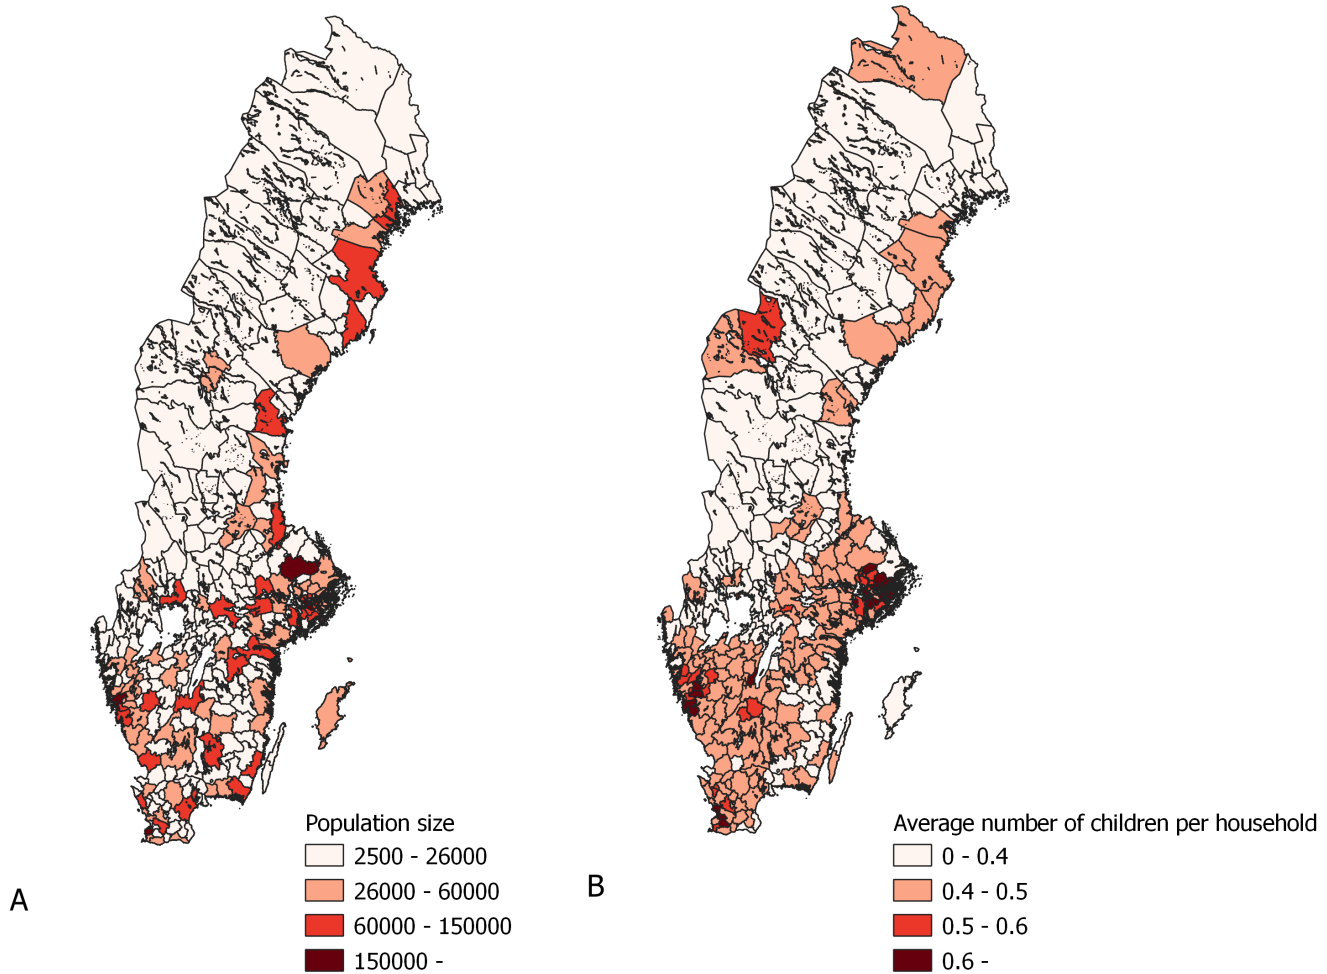 Population size
2500 - 26000
26000 - 60000
60000 - 150000
150000 -
A
Average number of children per household
0 - 0.4
0.4 - 0.5
0.5 - 0.6
0.6 -
B